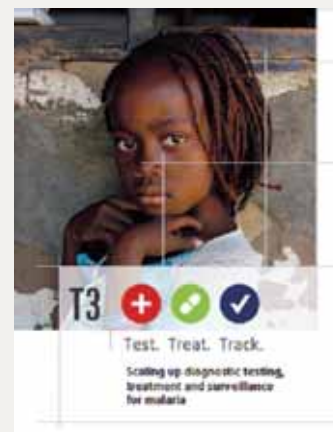 T3
Test. Treat. Track.
Scaling up diagnostic testing,
treatment and surveillance
for malaria